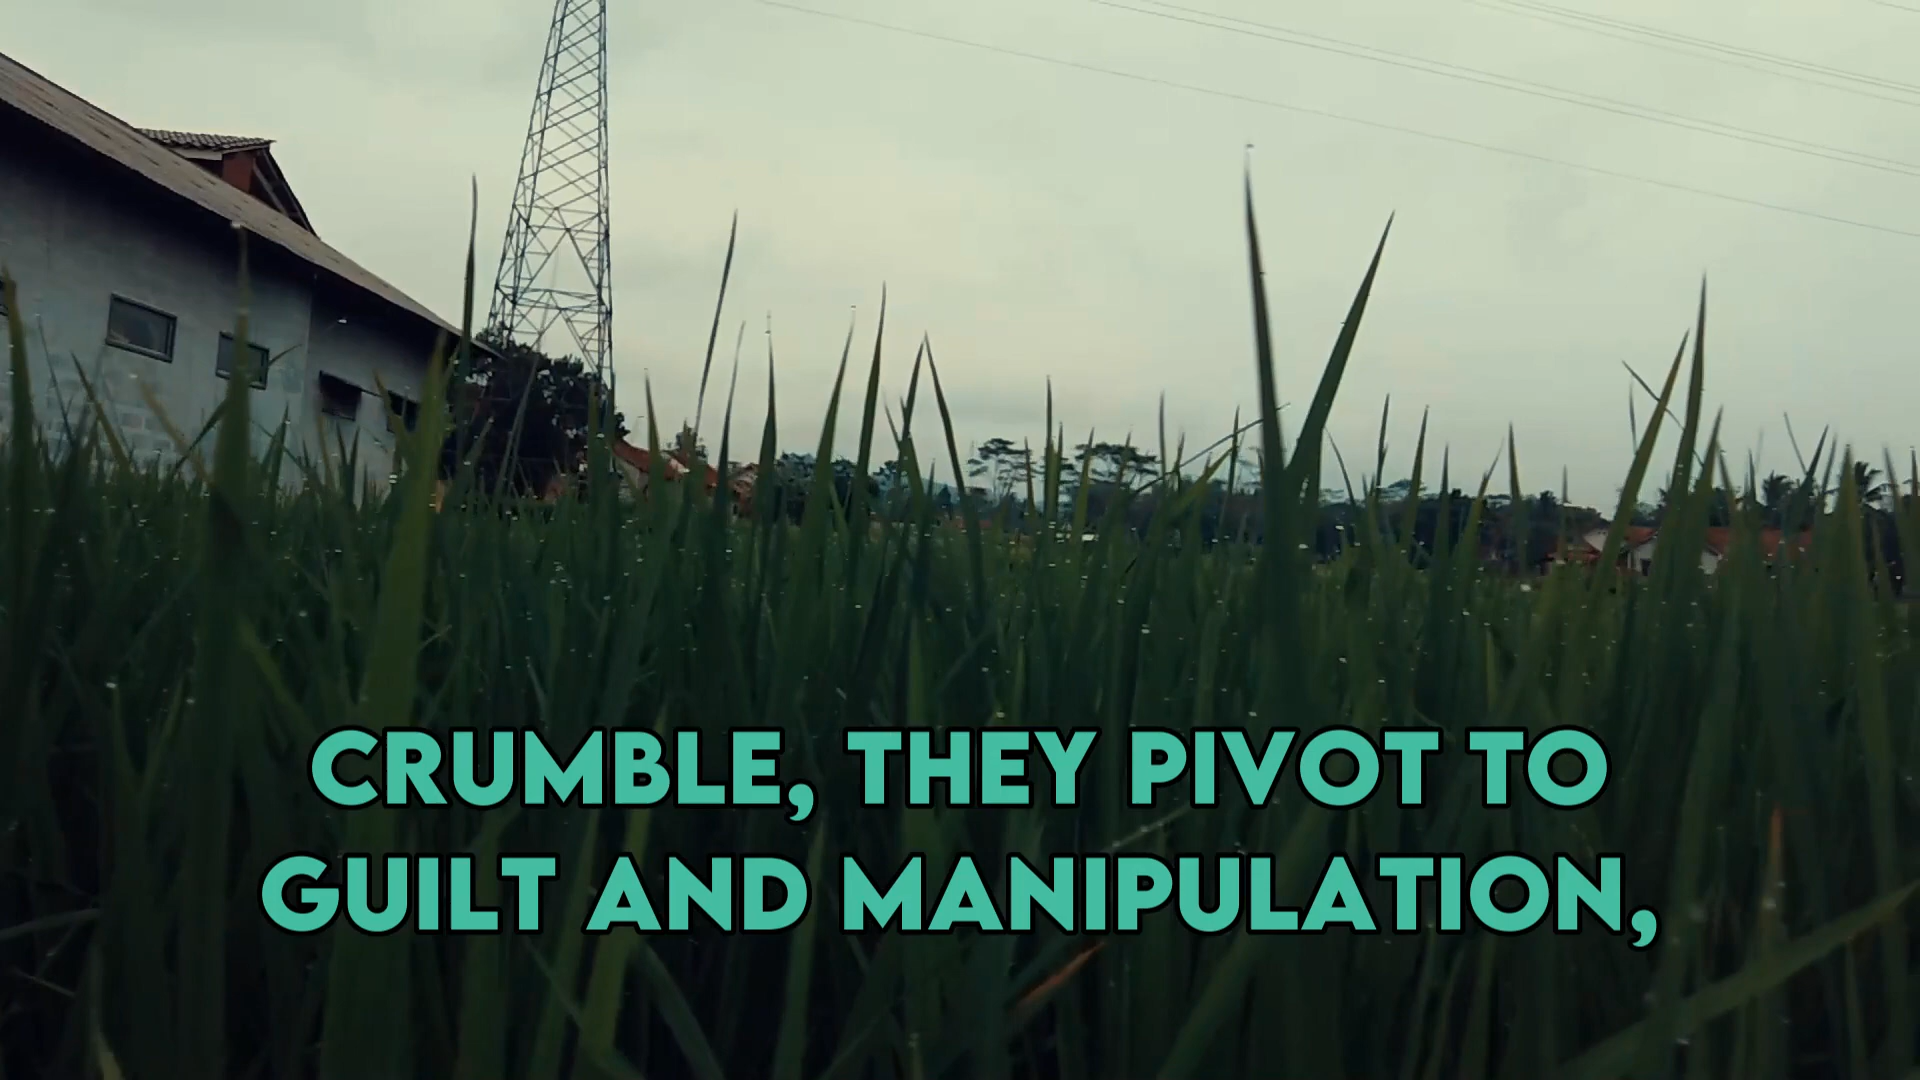 CRUMBLE, THEY PIVOT TO
GUILT AND MANIPULATION,